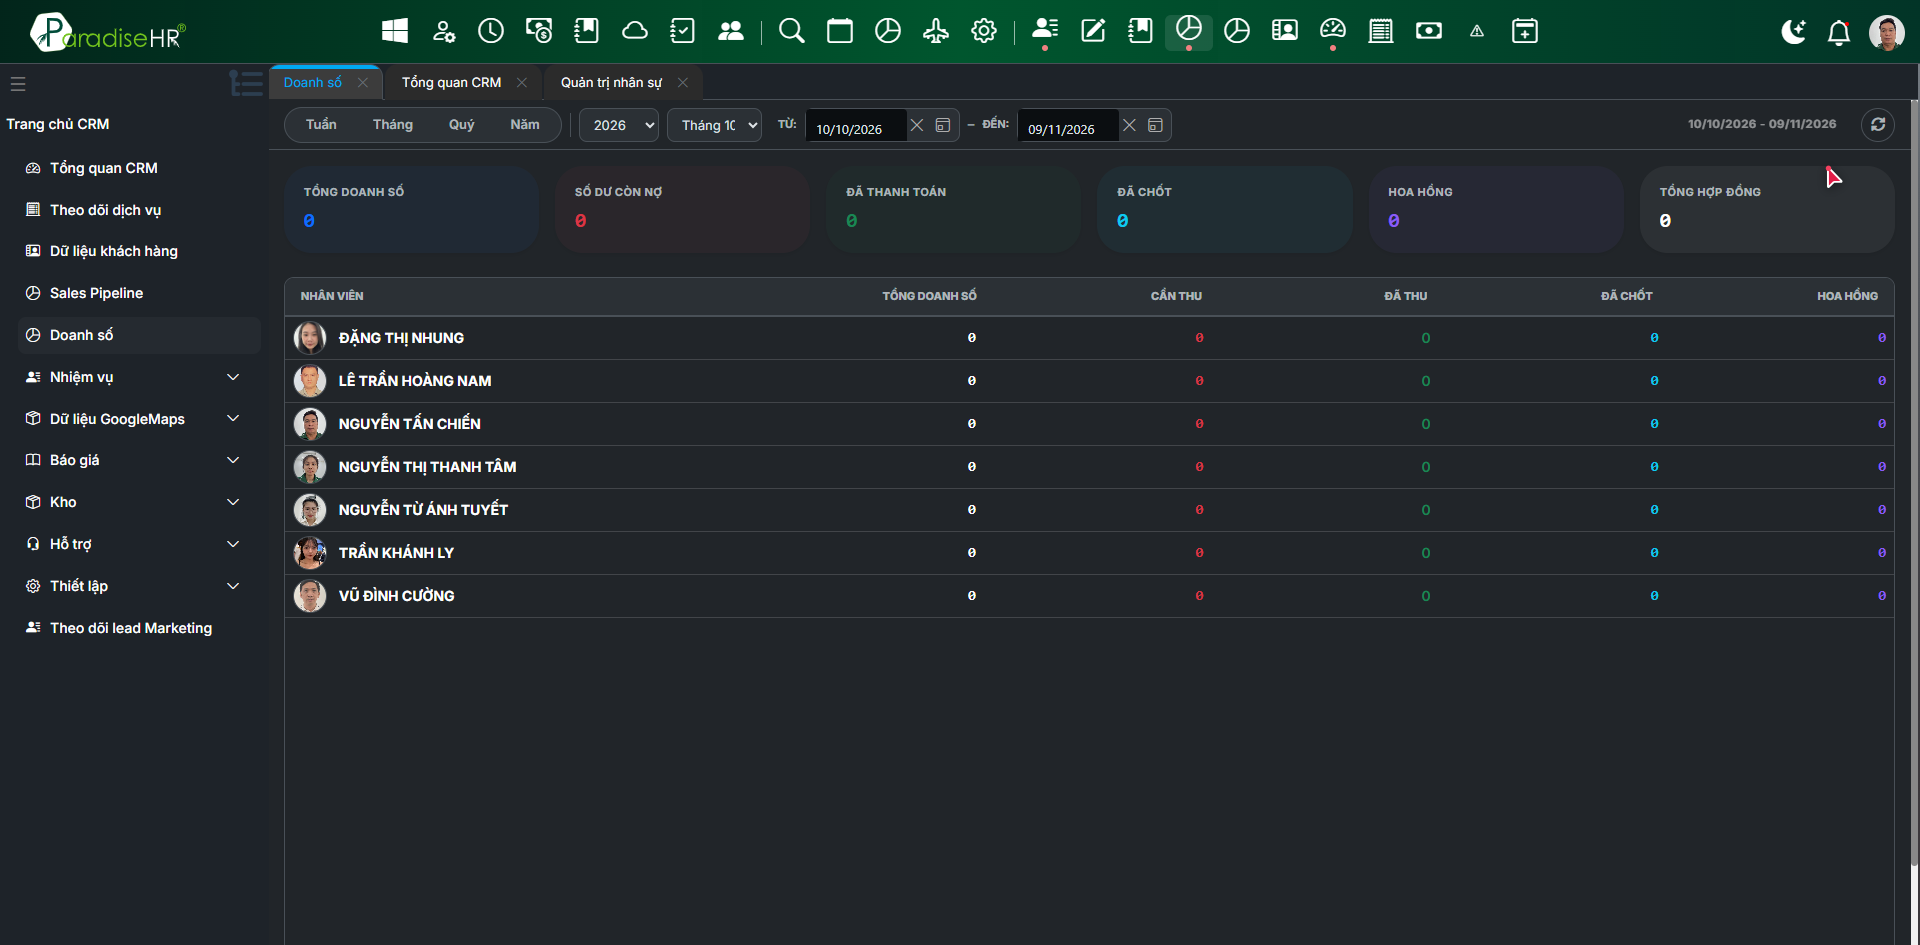 ParadiseHR®
Doanh số
Tổng quan CRM
Quản trị nhân sự
Trang chủ CRM
Tổng quan CRM
Theo dõi dịch vụ
Dữ liệu khách hàng
Sales Pipeline
Doanh số
Nhiệm vụ
Dữ liệu GoogleMaps
Báo giá
Kho
Hỗ trợ
Thiết lập
Theo dõi lead Marketing
Tuần Tháng Quý Năm 2026 Tháng 10 TỪ: 10/10/2026 – ĐẾN: 09/11/2026 10/10/2026 - 09/11/2026
TỔNG DOANH SỐ
0
SỐ DƯ CÒN NỢ
0
ĐÃ THANH TOÁN
0
ĐÃ CHỐT
0
HOA HỒNG
0
TỔNG HỢP ĐỒNG
0
NHÂN VIÊN TỔNG DOANH SỐ CẦN THU ĐÃ THU ĐÃ CHỐT HOA HỒNG
ĐẶNG THỊ NHUNG 0 0 0 0 0
LÊ TRẦN HOÀNG NAM 0 0 0 0 0
NGUYỄN TẤN CHIẾN 0 0 0 0 0
NGUYỄN THỊ THANH TÂM 0 0 0 0 0
NGUYỄN TỪ ÁNH TUYẾT 0 0 0 0 0
TRẦN KHÁNH LY 0 0 0 0 0
VŨ ĐÌNH CƯỜNG 0 0 0 0 0